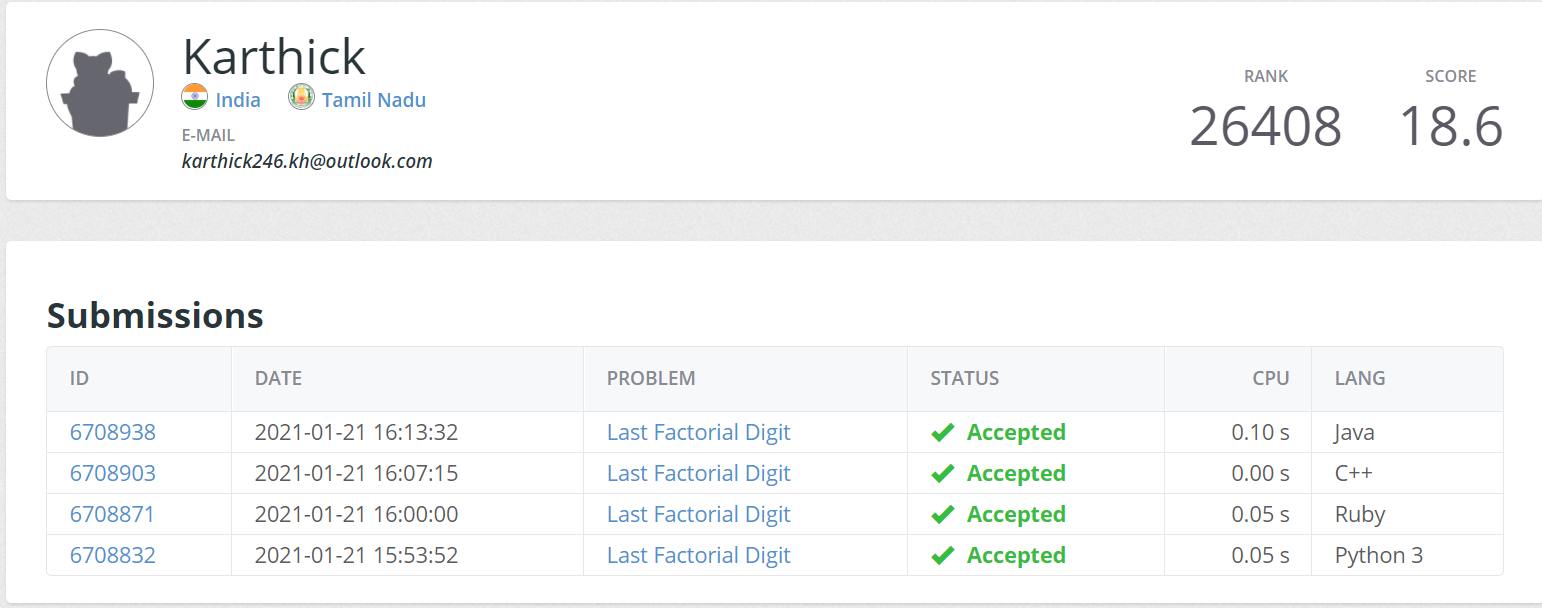 Karthick
India Tamil Nadu
E-MAIL
karthick246.kh@outlook.com
RANK SCORE
26408 18.6
Submissions
ID DATE PROBLEM STATUS CPU LANG
6708938 2021-01-21 16:13:32 Last Factorial Digit Accepted 0.10 s Java
6708903 2021-01-21 16:07:15 Last Factorial Digit Accepted 0.00 s C++
6708871 2021-01-21 16:00:00 Last Factorial Digit Accepted 0.05 s Ruby
6708832 2021-01-21 15:53:52 Last Factorial Digit Accepted 0.05 s Python 3